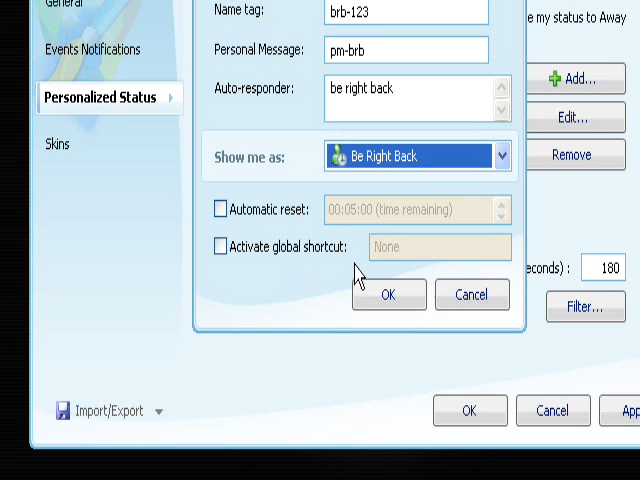 General
Name tag: brb-123
e my status to Away
Events Notifications
Personal Message: pm-brb
Add...
Auto-responder: be right back
Personalized Status
Edit...
Skins
Show me as: Be Right Back
Remove
Automatic reset: 00:05:00 (time remaining)
Activate global shortcut: None
econds) : 180
OK Cancel
Filter...
Import/Export
OK Cancel App